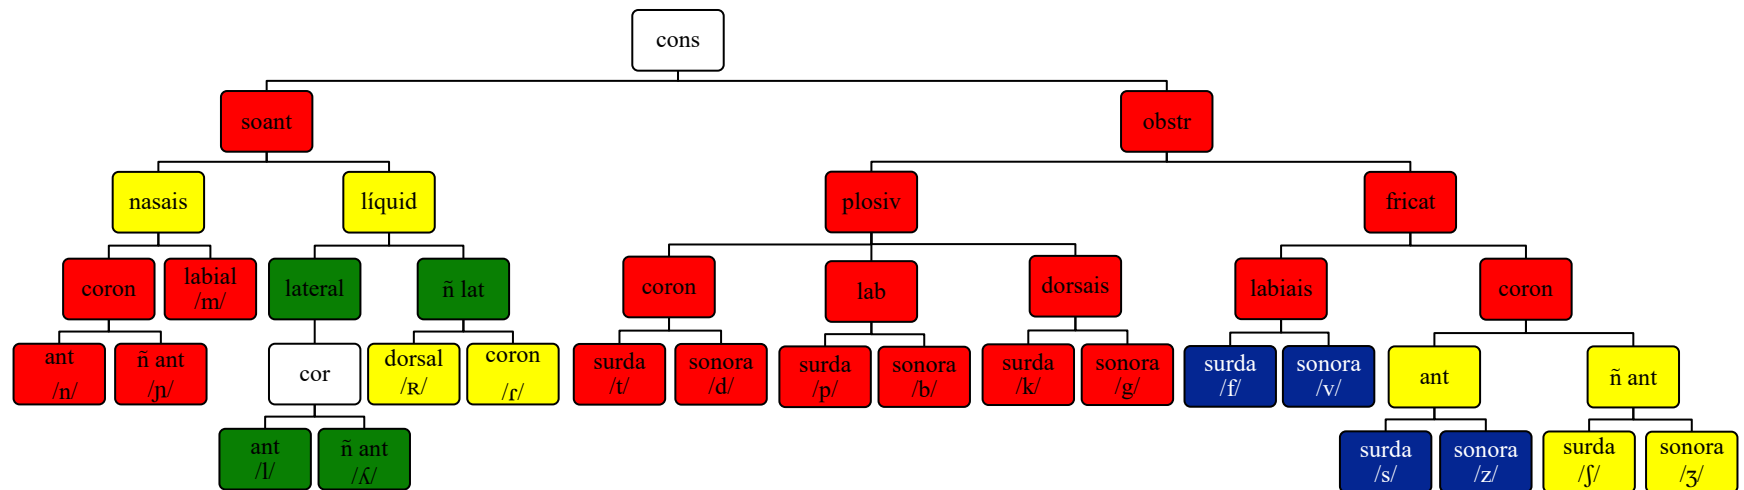 cons
soant
obstr
nasais
líquid
plosiv
fricat
coron
labial
/m/
lateral
ñ lat
coron
lab
dorsais
labiais
coron
ant
/n/
ñ ant
/ɲ/
cor
dorsal
/ʀ/
coron
/ɾ/
surda
/t/
sonora
/d/
surda
/p/
sonora
/b/
surda
/k/
sonora
/g/
surda
/f/
sonora
/v/
ant
ñ ant
ant
/l/
ñ ant
/ʎ/
surda
/s/
sonora
/z/
surda
/ʃ/
sonora
/ʒ/